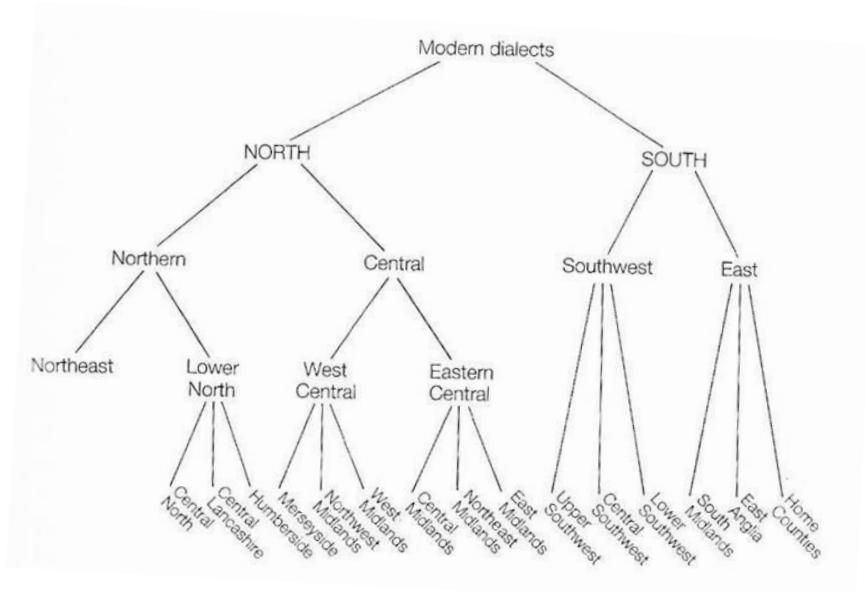 Modern dialects
NORTH
SOUTH
Northern
Central
Southwest
East
Northeast
Lower
North
West
Central
Eastern
Central
Central
North
Central
Lancashire
Humberside
Merseyside
Northwest
Midlands
West
Midlands
Central
Midlands
Northeast
Midlands
East
Midlands
Upper
Southwest
Central
Southwest
Lower
Southwest
South
Midlands
East
Anglia
Home
Counties